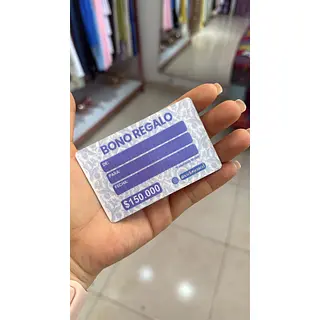 BONO REGALO
DE:
PARA:
FECHA:
$150.000